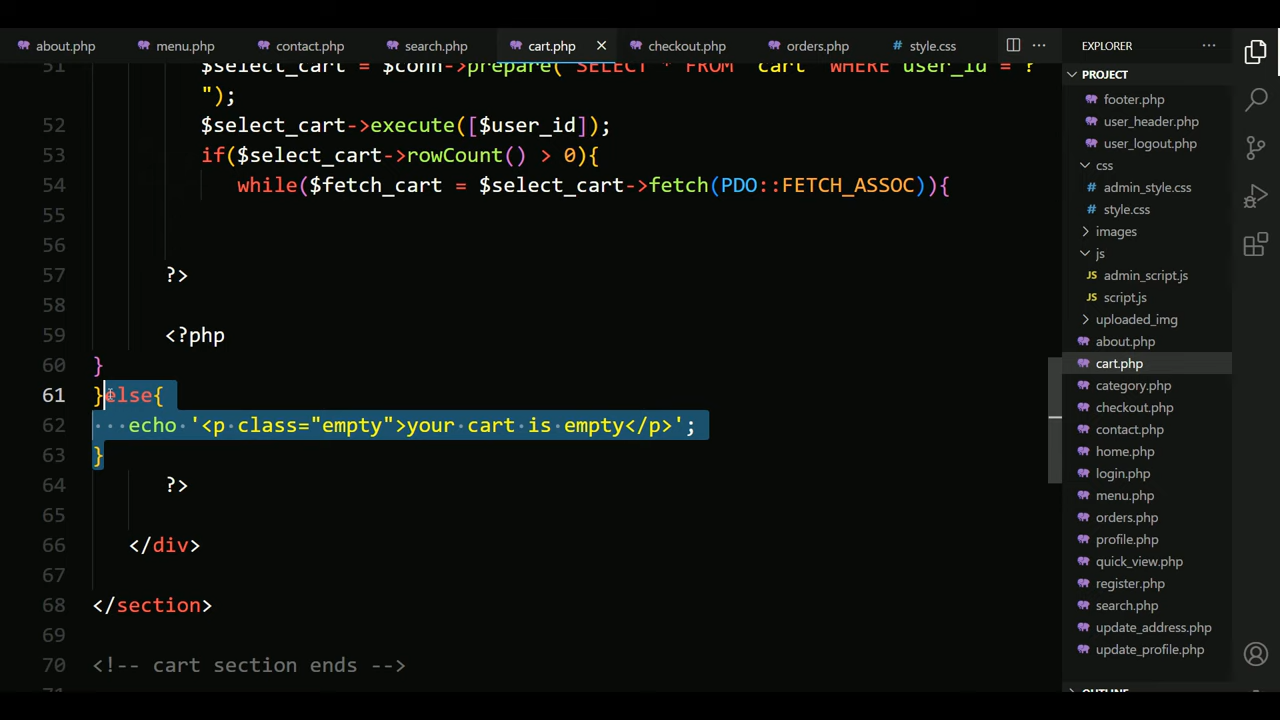 about.php menu.php contact.php search.php cart.php checkout.php orders.php style.css EXPLORER
51 $select_cart = $conn->prepare("SELECT * FROM `cart` WHERE user_id = ?
");
52 $select_cart->execute([$user_id]);
53 if($select_cart->rowCount() > 0){
54 while($fetch_cart = $select_cart->fetch(PDO::FETCH_ASSOC)){
55
56
57 ?>
58
59 <?php
60 }
61 }else{
62 echo '<p class="empty">your cart is empty</p>';
63 }
64 ?>
65
66 </div>
67
68 </section>
69
70 <!-- cart section ends -->
PROJECT
footer.php
user_header.php
user_logout.php
css
admin_style.css
style.css
images
js
JS admin_script.js
JS script.js
uploaded_img
about.php
cart.php
category.php
checkout.php
contact.php
home.php
login.php
menu.php
orders.php
profile.php
quick_view.php
register.php
search.php
update_address.php
update_profile.php
OUTLINE